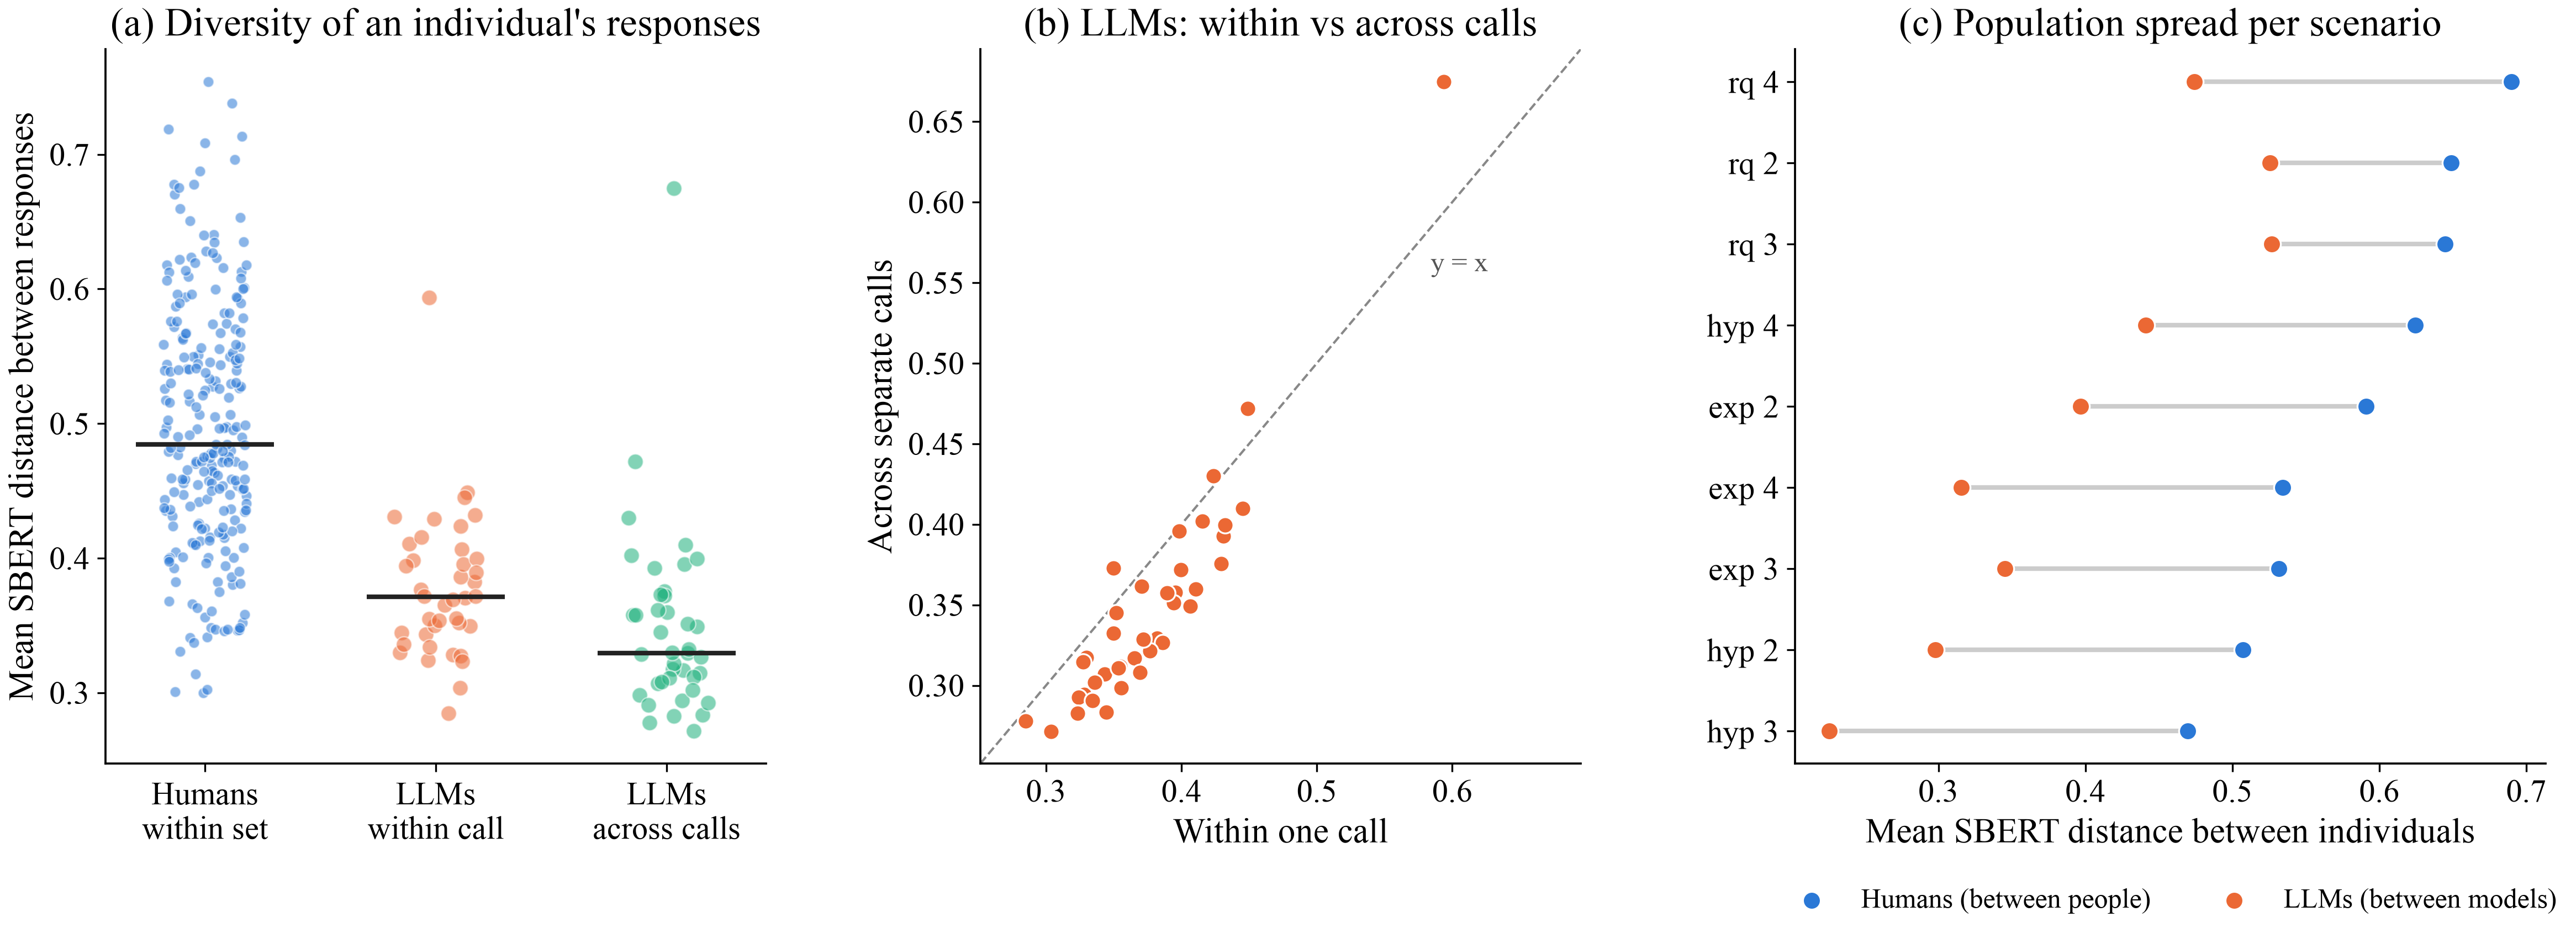 (a) Diversity of an individual's responses
Mean SBERT distance between responses
0.7
0.6
0.5
0.4
0.3
Humans
within set
LLMs
within call
LLMs
across calls
(b) LLMs: within vs across calls
Across separate calls
0.65
0.60
0.55
0.50
0.45
0.40
0.35
0.30
y = x
0.3
0.4
0.5
0.6
Within one call
(c) Population spread per scenario
rq 4
rq 2
rq 3
hyp 4
exp 2
exp 4
exp 3
hyp 2
hyp 3
0.3
0.4
0.5
0.6
0.7
Mean SBERT distance between individuals
Humans (between people)
LLMs (between models)